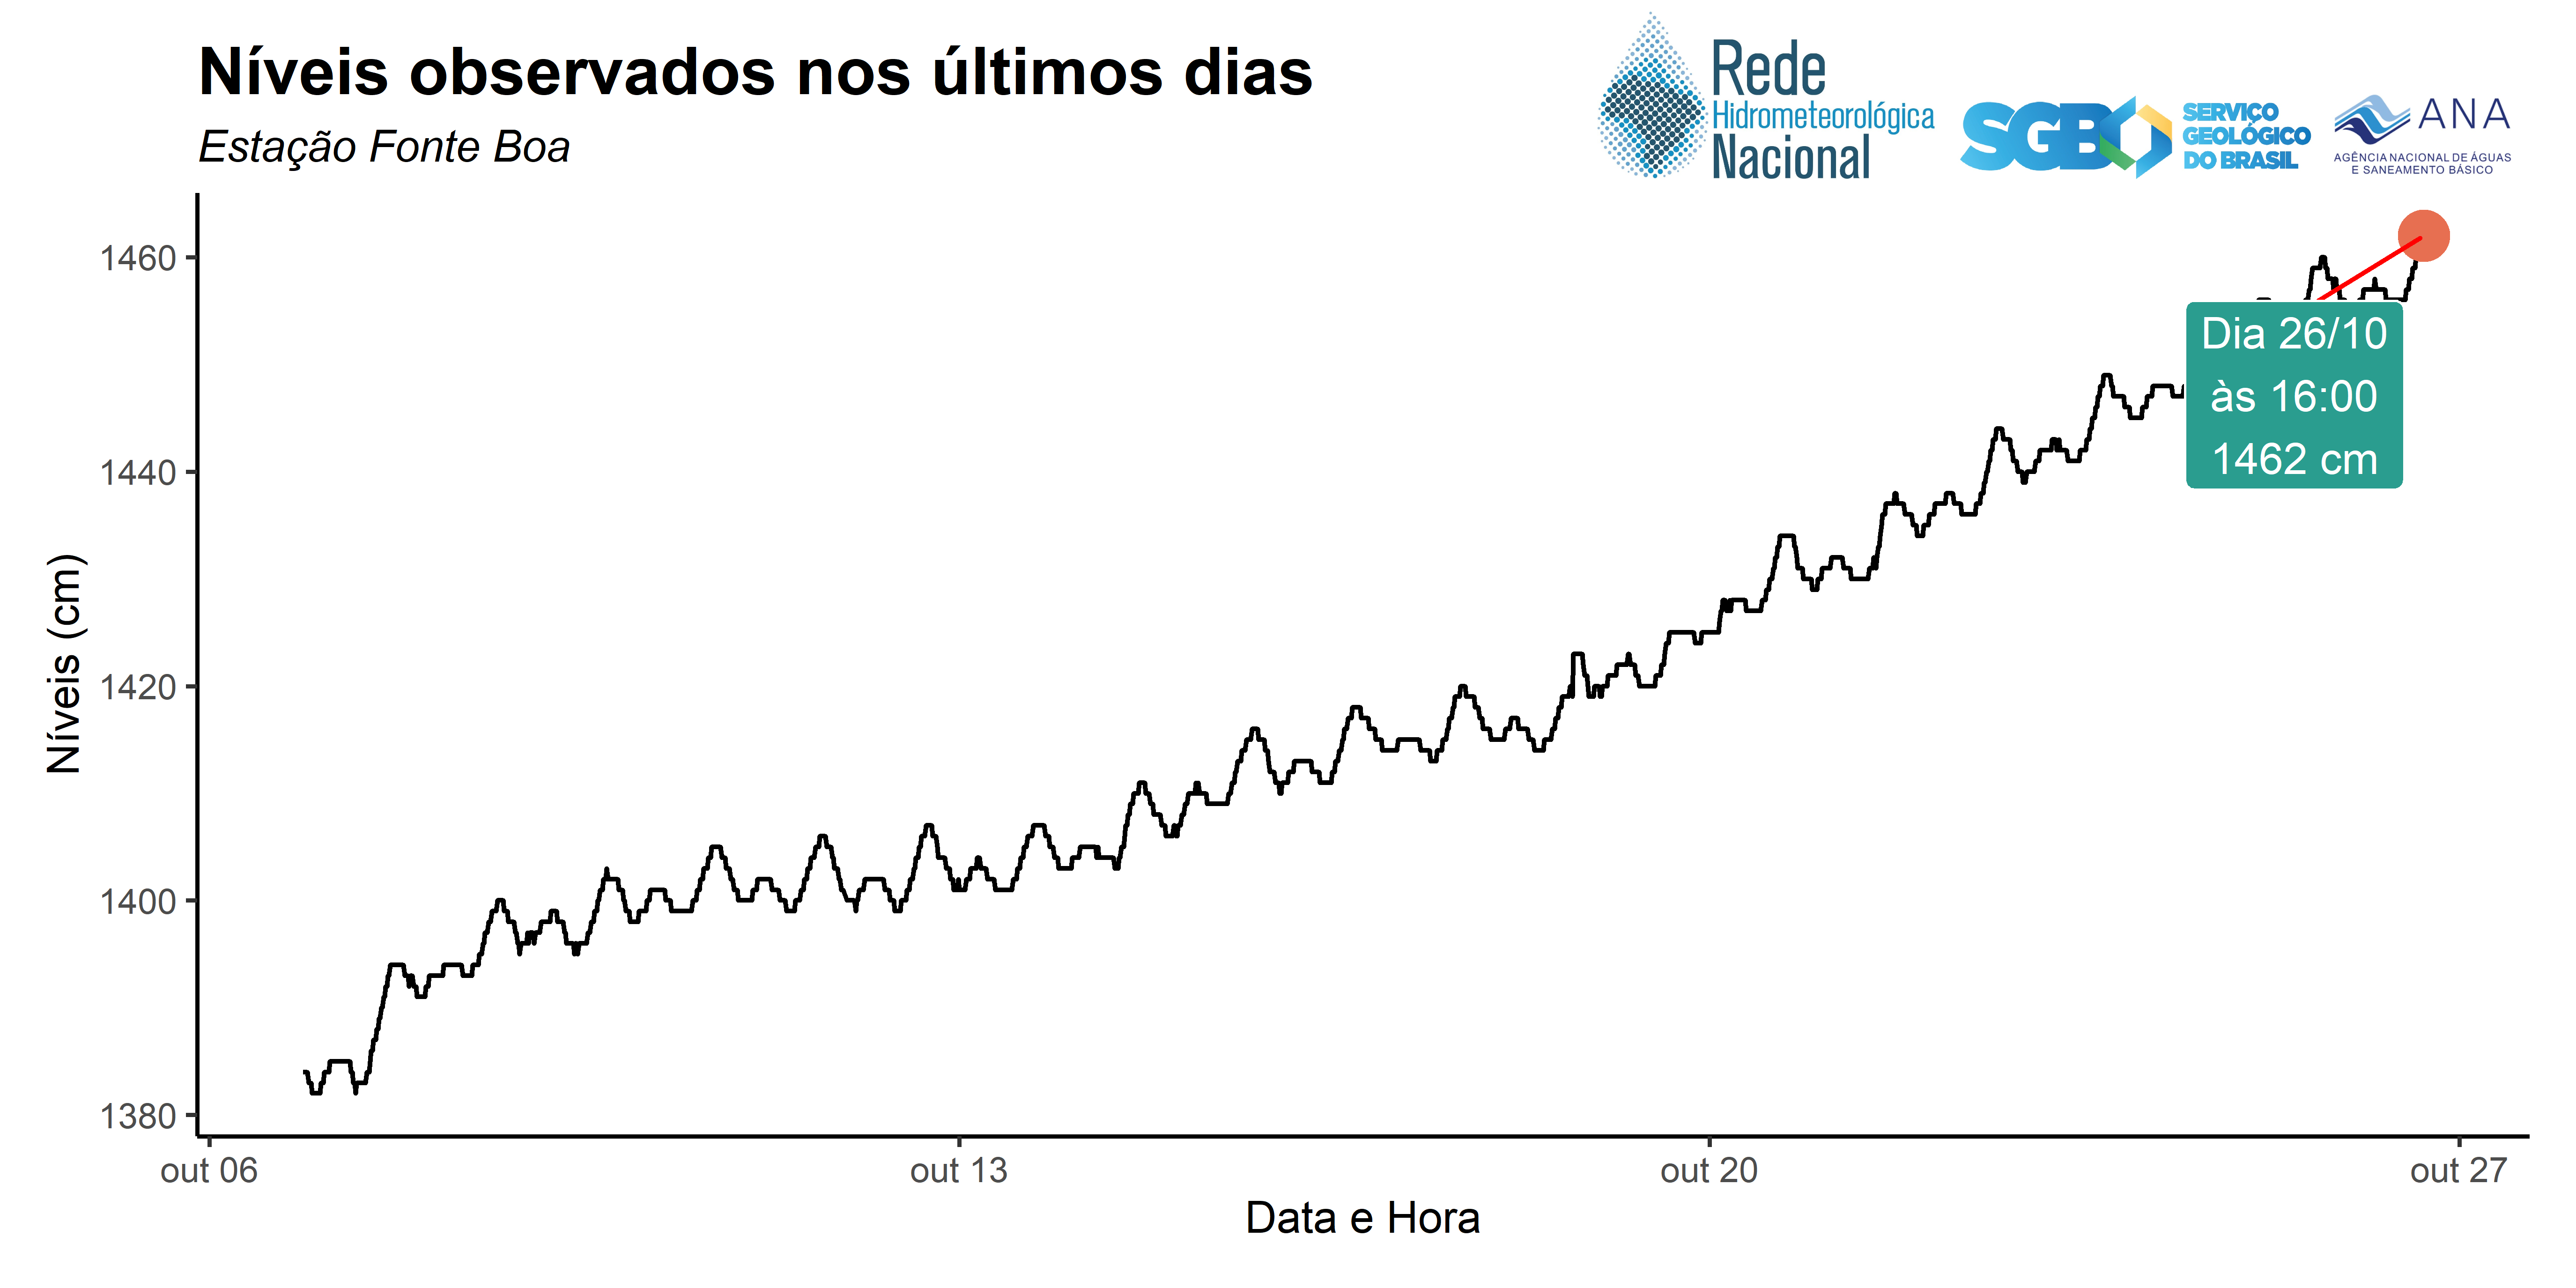 Níveis observados nos últimos dias
Estação Fonte Boa
Rede
Hidrometeorológica
Nacional
SGB
SERVIÇO
GEOLÓGICO
DO BRASIL
ANA
AGÊNCIA NACIONAL DE ÁGUAS
E SANEAMENTO BÁSICO
1460
1440
1420
1400
1380
Níveis (cm)
Dia 26/10
às 16:00
1462 cm
out 06
out 13
out 20
out 27
Data e Hora